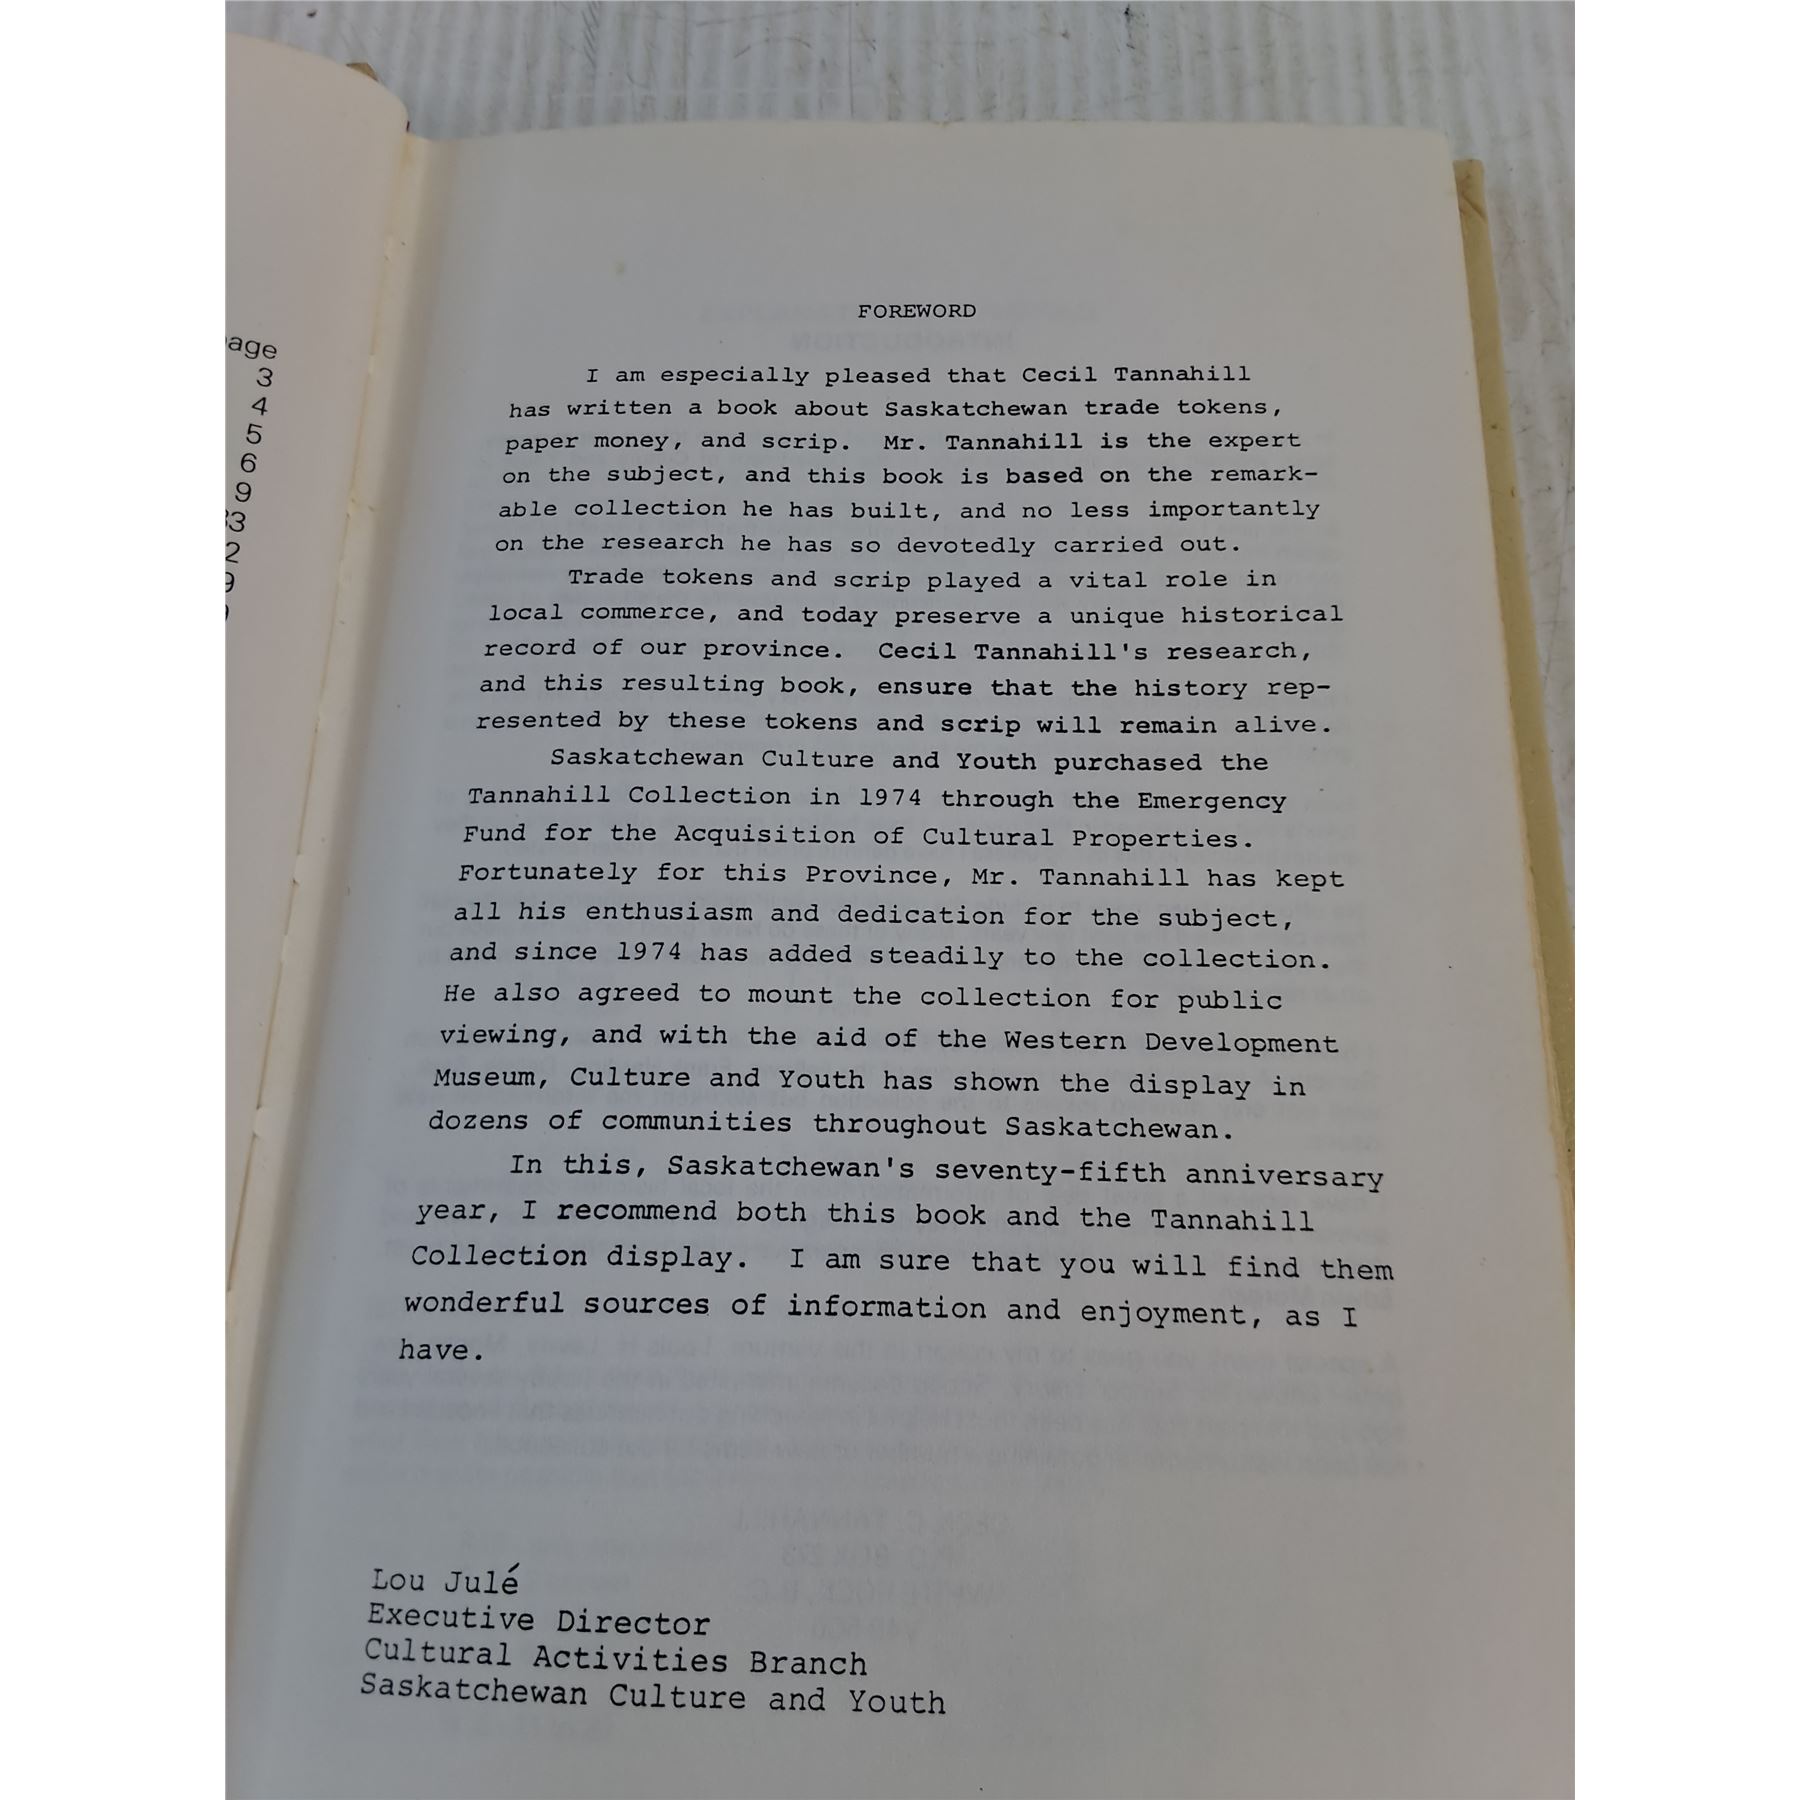 age
3
4
5
6
9
33
2
9
FOREWORD
I am especially pleased that Cecil Tannahill
has written a book about Saskatchewan trade tokens,
paper money, and scrip. Mr. Tannahill is the expert
on the subject, and this book is based on the remark-
able collection he has built, and no less importantly
on the research he has so devotedly carried out.
Trade tokens and scrip played a vital role in
local commerce, and today preserve a unique historical
record of our province. Cecil Tannahill's research,
and this resulting book, ensure that the history rep-
resented by these tokens and scrip will remain alive.
Saskatchewan Culture and Youth purchased the
Tannahill Collection in 1974 through the Emergency
Fund for the Acquisition of Cultural Properties.
Fortunately for this Province, Mr. Tannahill has kept
all his enthusiasm and dedication for the subject,
and since 1974 has added steadily to the collection.
He also agreed to mount the collection for public
viewing, and with the aid of the Western Development
Museum, Culture and Youth has shown the display in
dozens of communities throughout Saskatchewan.
In this, Saskatchewan's seventy-fifth anniversary
year, I recommend both this book and the Tannahill
Collection display. I am sure that you will find them
wonderful sources of information and enjoyment, as I
have.
Lou Julé
Executive Director
Cultural Activities Branch
Saskatchewan Culture and Youth